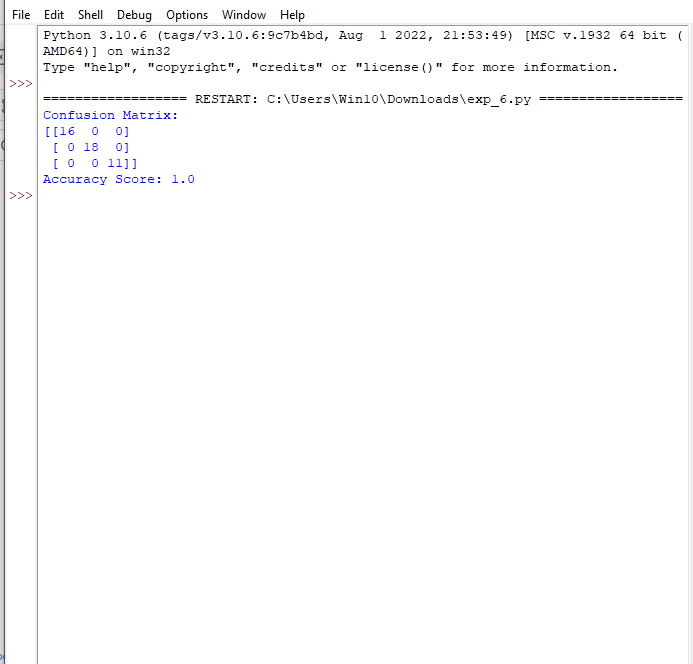 File Edit Shell Debug Options Window Help
Python 3.10.6 (tags/v3.10.6:9c7b4bd, Aug  1 2022, 21:53:49) [MSC v.1932 64 bit (
AMD64)] on win32
Type "help", "copyright", "credits" or "license()" for more information.
>>>
================== RESTART: C:\Users\Win10\Downloads\exp_6.py ==================
Confusion Matrix:
[[16  0  0]
 [ 0 18  0]
 [ 0  0 11]]
Accuracy Score: 1.0
>>>